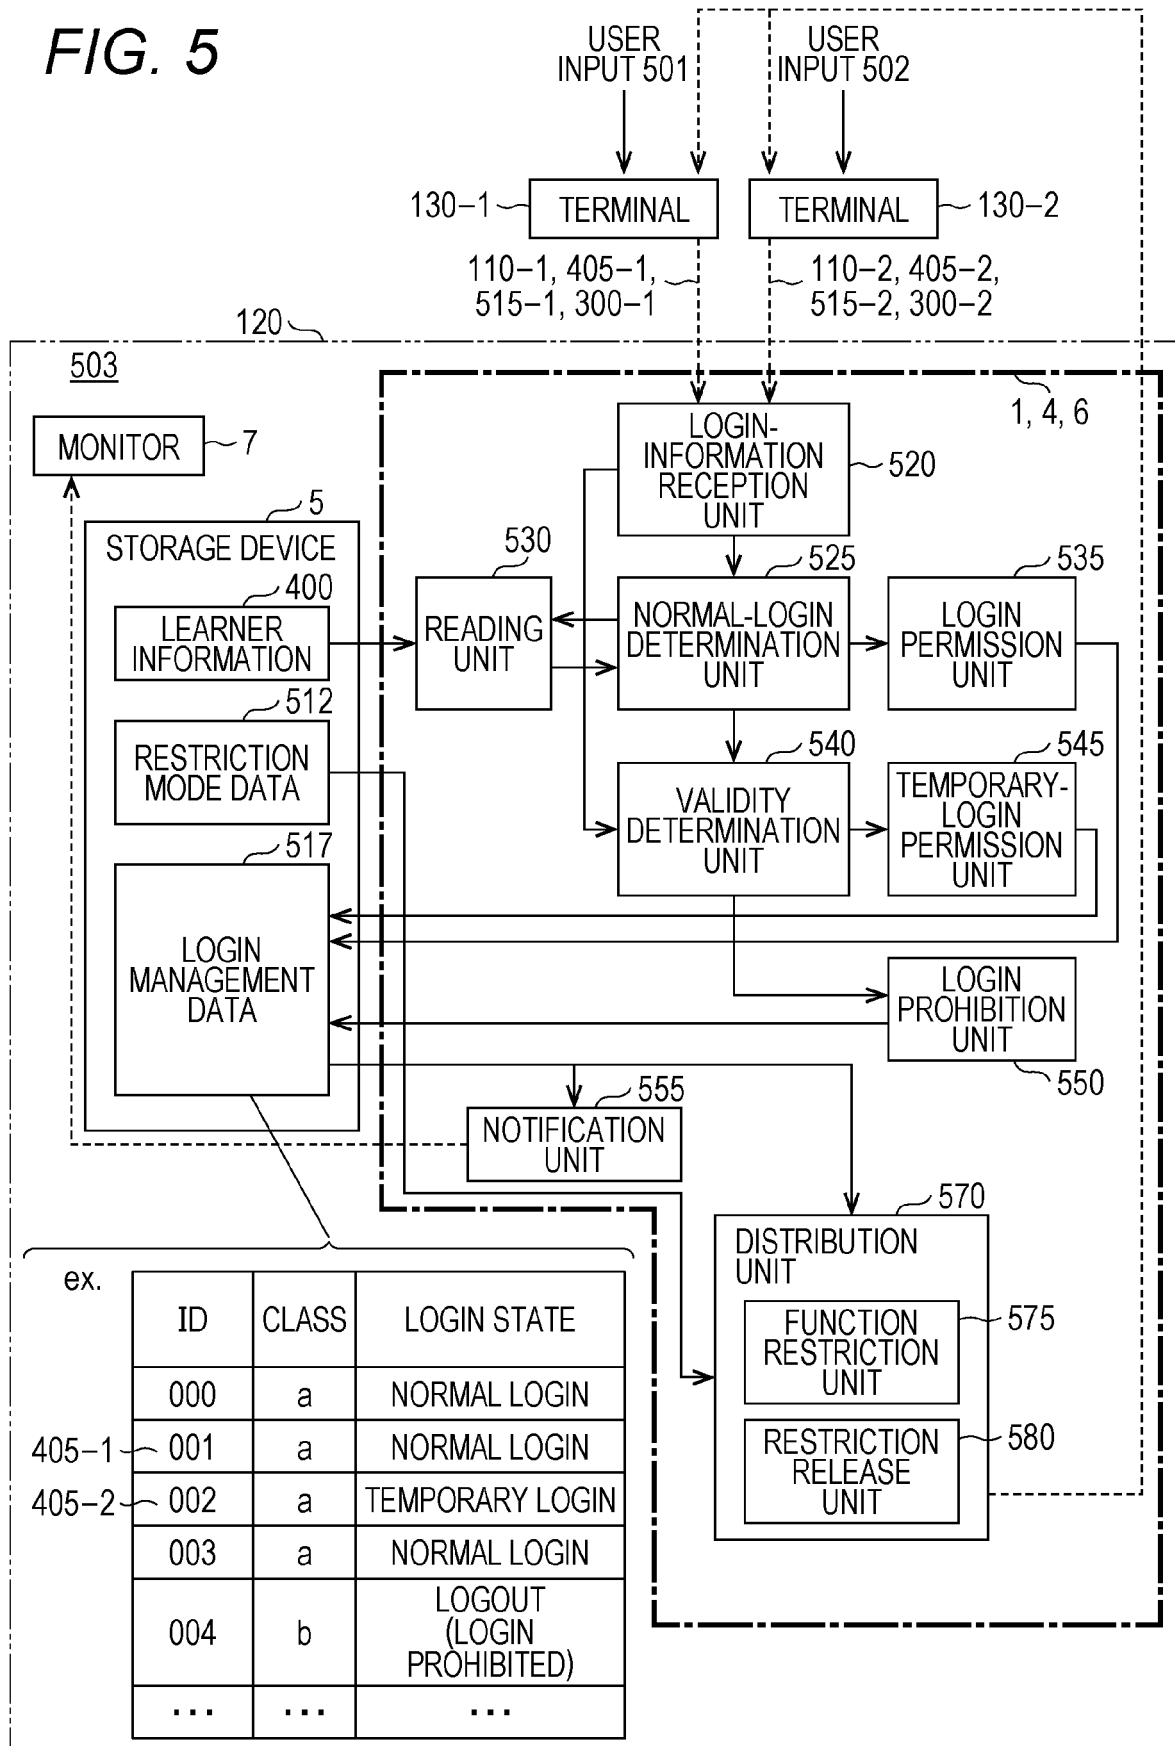 FIG. 5
USER
INPUT 501
USER
INPUT 502
130-1
TERMINAL
TERMINAL
130-2
110-1, 405-1,
515-1, 300-1
110-2, 405-2,
515-2, 300-2
120
503
1, 4, 6
MONITOR
7
LOGIN-
INFORMATION
RECEPTION
UNIT
520
5
STORAGE DEVICE
400
LEARNER
INFORMATION
530
READING
UNIT
525
NORMAL-LOGIN
DETERMINATION
UNIT
535
LOGIN
PERMISSION
UNIT
512
RESTRICTION
MODE DATA
540
VALIDITY
DETERMINATION
UNIT
545
TEMPORARY-
LOGIN
PERMISSION
UNIT
517
LOGIN
MANAGEMENT
DATA
LOGIN
PROHIBITION
UNIT
550
555
NOTIFICATION
UNIT
570
DISTRIBUTION
UNIT
FUNCTION
RESTRICTION
UNIT
575
RESTRICTION
RELEASE
UNIT
580
ex.
ID CLASS LOGIN STATE
000 a NORMAL LOGIN
405-1 001 a NORMAL LOGIN
405-2 002 a TEMPORARY LOGIN
003 a NORMAL LOGIN
004 b LOGOUT
(LOGIN
PROHIBITED)
... ... ...